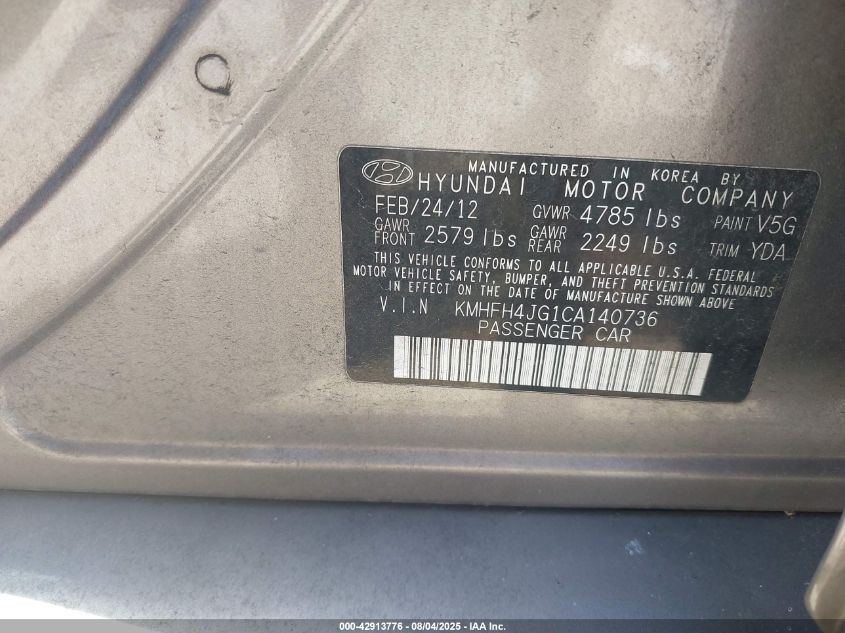 MANUFACTURED IN KOREA BY
HYUNDAI MOTOR COMPANY
FEB/24/12 GVWR 4785 lbs PAINT V5G
GAWR FRONT 2579 lbs GAWR REAR 2249 lbs TRIM YDA
THIS VEHICLE CONFORMS TO ALL APPLICABLE U.S.A. FEDERAL
MOTOR VEHICLE SAFETY, BUMPER, AND THEFT PREVENTION STANDARDS
IN EFFECT ON THE DATE OF MANUFACTURE SHOWN ABOVE
V.I.N KMHFH4JG1CA140736
PASSENGER CAR
000-42913776 - 08/04/2025 - IAA Inc.